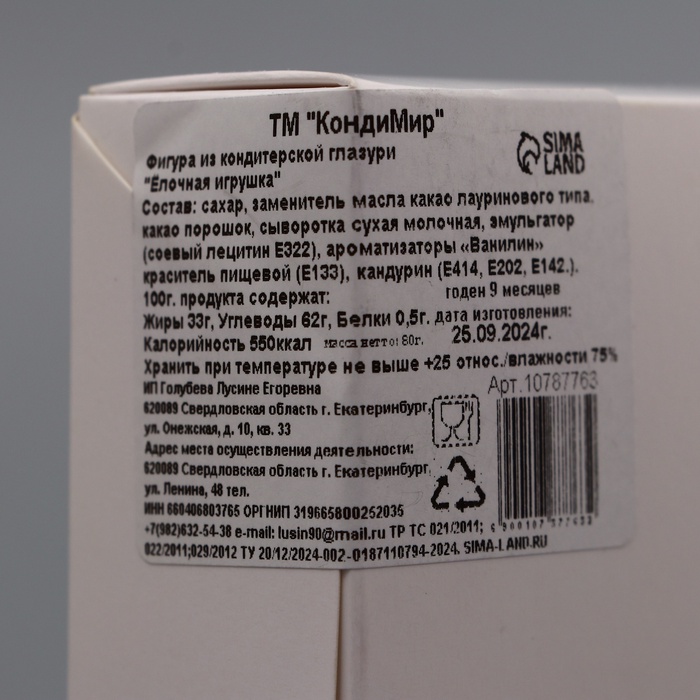 ТМ "КондиМир"
SIMA
LAND
Фигура из кондитерской глазури
"Ёлочная игрушка"
Состав: сахар, заменитель масла какао лауринового типа,
какао порошок, сыворотка сухая молочная, эмульгатор
(соевый лецитин Е322), ароматизаторы «Ванилин»
краситель пищевой (Е133), кандурин (Е414, Е202, Е142.).
100г. продукта содержат: годен 9 месяцев
Жиры 33г, Углеводы 62г, Белки 0,5г. дата изготовления:
Калорийность 550ккал масса нетто: 80г. 25.09.2024г.
Хранить при температуре не выше +25 относ./влажности 75%
ИП Голубева Лусине Егоревна Арт.10787763
620089 Свердловская область г. Екатеринбург,
ул. Онежская, д. 10, кв. 33
Адрес места осуществления деятельности:
620089 Свердловская область г. Екатеринбург,
ул. Ленина, 48 тел.
ИНН 660406803765 ОРГНИП 319665800252035
+7(982)632-54-38 e-mail: lusin90@mail.ru ТР ТС 021/2011;
022/2011;029/2012 ТУ 20/12/2024-002-0187110794-2024. SIMA-LAND.RU